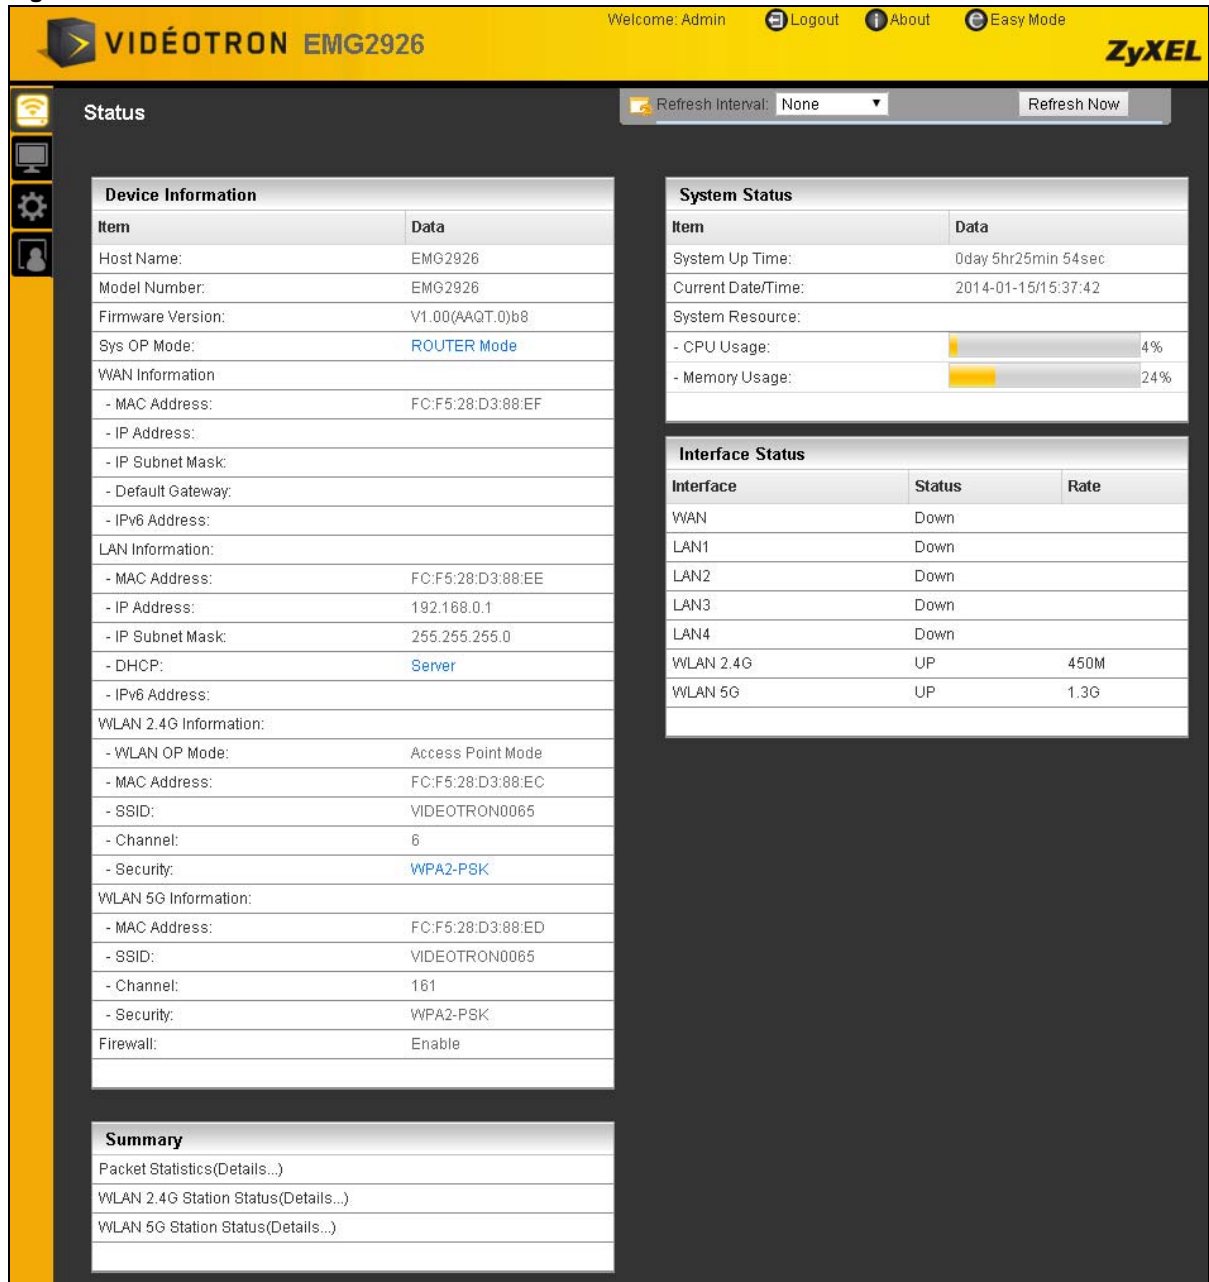 Welcome: Admin Logout About Easy Mode
VIDÉOTRON EMG2926
ZyXEL
Status
Refresh Interval: None Refresh Now
Device Information
Item Data
Host Name: EMG2926
Model Number: EMG2926
Firmware Version: V1.00(AAQT.0)b8
Sys OP Mode: ROUTER Mode
WAN Information
- MAC Address: FC:F5:28:D3:88:EF
- IP Address:
- IP Subnet Mask:
- Default Gateway:
- IPv6 Address:
LAN Information:
- MAC Address: FC:F5:28:D3:88:EE
- IP Address: 192.168.0.1
- IP Subnet Mask: 255.255.255.0
- DHCP: Server
- IPv6 Address:
WLAN 2.4G Information:
- WLAN OP Mode: Access Point Mode
- MAC Address: FC:F5:28:D3:88:EC
- SSID: VIDEOTRON0065
- Channel: 6
- Security: WPA2-PSK
WLAN 5G Information:
- MAC Address: FC:F5:28:D3:88:ED
- SSID: VIDEOTRON0065
- Channel: 161
- Security: WPA2-PSK
Firewall: Enable
Summary
Packet Statistics(Details...)
WLAN 2.4G Station Status(Details...)
WLAN 5G Station Status(Details...)
System Status
Item Data
System Up Time: 0day 5hr25min 54sec
Current Date/Time: 2014-01-15/15:37:42
System Resource:
- CPU Usage: 4%
- Memory Usage: 24%
Interface Status
Interface Status Rate
WAN Down
LAN1 Down
LAN2 Down
LAN3 Down
LAN4 Down
WLAN 2.4G UP 450M
WLAN 5G UP 1.3G